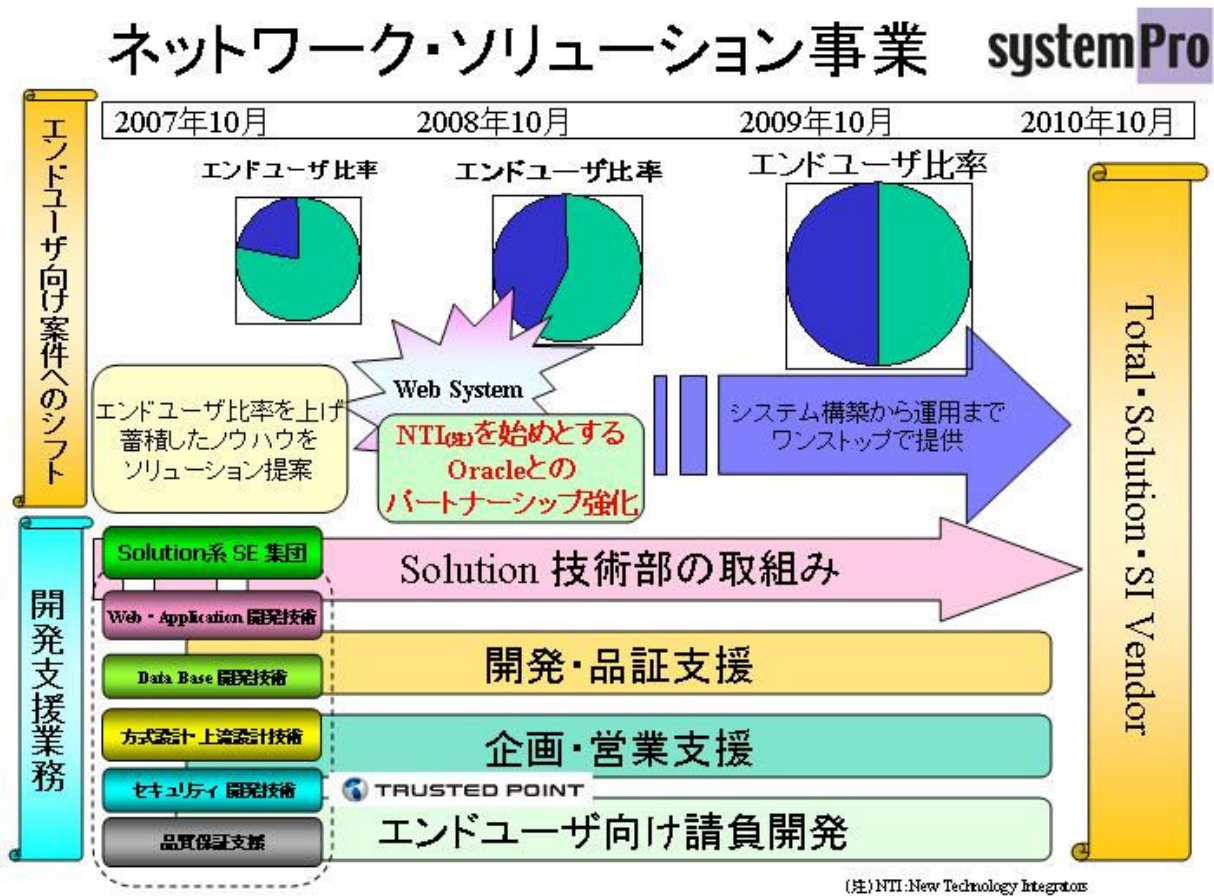 ネットワーク・ソリューション事業
systemPro
エンドユーザ向け案件へのシフト
2007年10月
2008年10月
2009年10月
2010年10月
エンドユーザ比率
エンドユーザ比率
エンドユーザ比率
エンドユーザ比率を上げ
蓄積したノウハウを
ソリューション提案
Web System
NTI(注)を始めとする
Oracleとの
パートナーシップ強化
システム構築から運用まで
ワンストップで提供
Total・Solution・SI Vendor
開発支援業務
Solution系 SE 集団
Solution 技術部の取組み
Web・Application 開発技術
Data Base 開発技術
開発・品証支援
方式設計・上流設計技術
企画・営業支援
セキュリティ 開発技術
TRUSTED POINT
品質保証支援
エンドユーザ向け請負開発
(注) NTI:New Technology Integrators